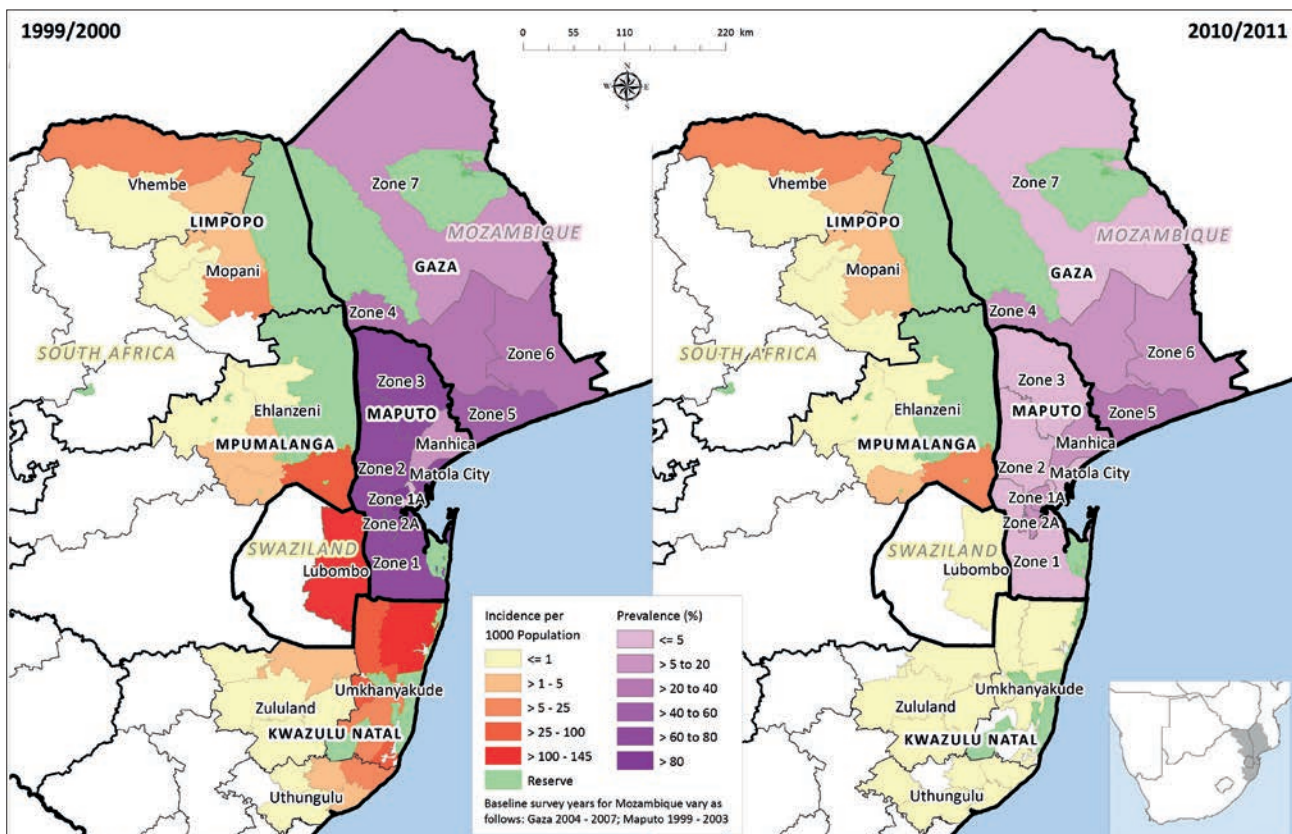 1999/2000
0 55 110 220 km
N
W E
S
Vhembe
LIMPOPO
Mopani
Zone 7
MOZAMBIQUE
GAZA
Zone 4
SOUTH AFRICA
Zone 6
Zone 3
Ehlanzeni
MAPUTO
Zone 5
MPUMALANGA
Manhica
Zone 2
Matola City
Zone 1A
Zone 2A
SWAZILAND
Zone 1
Lubombo
Umkhanyakude
Zululand
KWAZULU NATAL
Uthungulu
Incidence per
1000 Population
<= 1
> 1 - 5
> 5 - 25
> 25 - 100
> 100 - 145
Reserve
Prevalence (%)
<= 5
> 5 to 20
> 20 to 40
> 40 to 60
> 60 to 80
> 80
Baseline survey years for Mozambique vary as
follows: Gaza 2004 - 2007; Maputo 1999 - 2003
2010/2011
Vhembe
LIMPOPO
Mopani
Zone 7
MOZAMBIQUE
GAZA
Zone 4
SOUTH AFRICA
Zone 6
Zone 3
Ehlanzeni
MAPUTO
Zone 5
MPUMALANGA
Manhica
Zone 2
Matola City
Zone 1A
Zone 2A
SWAZILAND
Zone 1
Lubombo
Umkhanyakude
Zululand
KWAZULU NATAL
Uthungulu